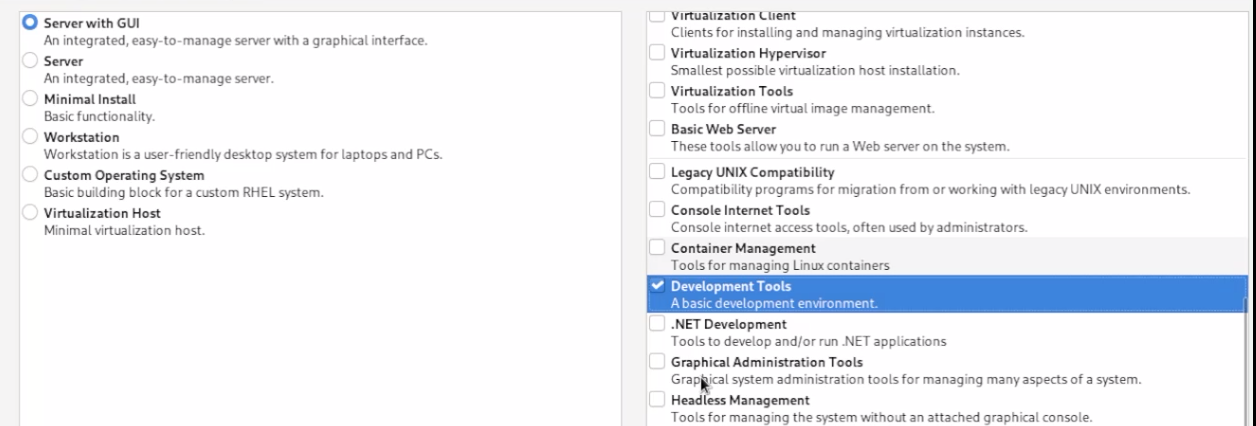 Server with GUI
An integrated, easy-to-manage server with a graphical interface.
Server
An integrated, easy-to-manage server.
Minimal Install
Basic functionality.
Workstation
Workstation is a user-friendly desktop system for laptops and PCs.
Custom Operating System
Basic building block for a custom RHEL system.
Virtualization Host
Minimal virtualization host.
Virtualization Client
Clients for installing and managing virtualization instances.
Virtualization Hypervisor
Smallest possible virtualization host installation.
Virtualization Tools
Tools for offline virtual image management.
Basic Web Server
These tools allow you to run a Web server on the system.
Legacy UNIX Compatibility
Compatibility programs for migration from or working with legacy UNIX environments.
Console Internet Tools
Console internet access tools, often used by administrators.
Container Management
Tools for managing Linux containers
Development Tools
A basic development environment.
.NET Development
Tools to develop and/or run .NET applications
Graphical Administration Tools
Graphical system administration tools for managing many aspects of a system.
Headless Management
Tools for managing the system without an attached graphical console.